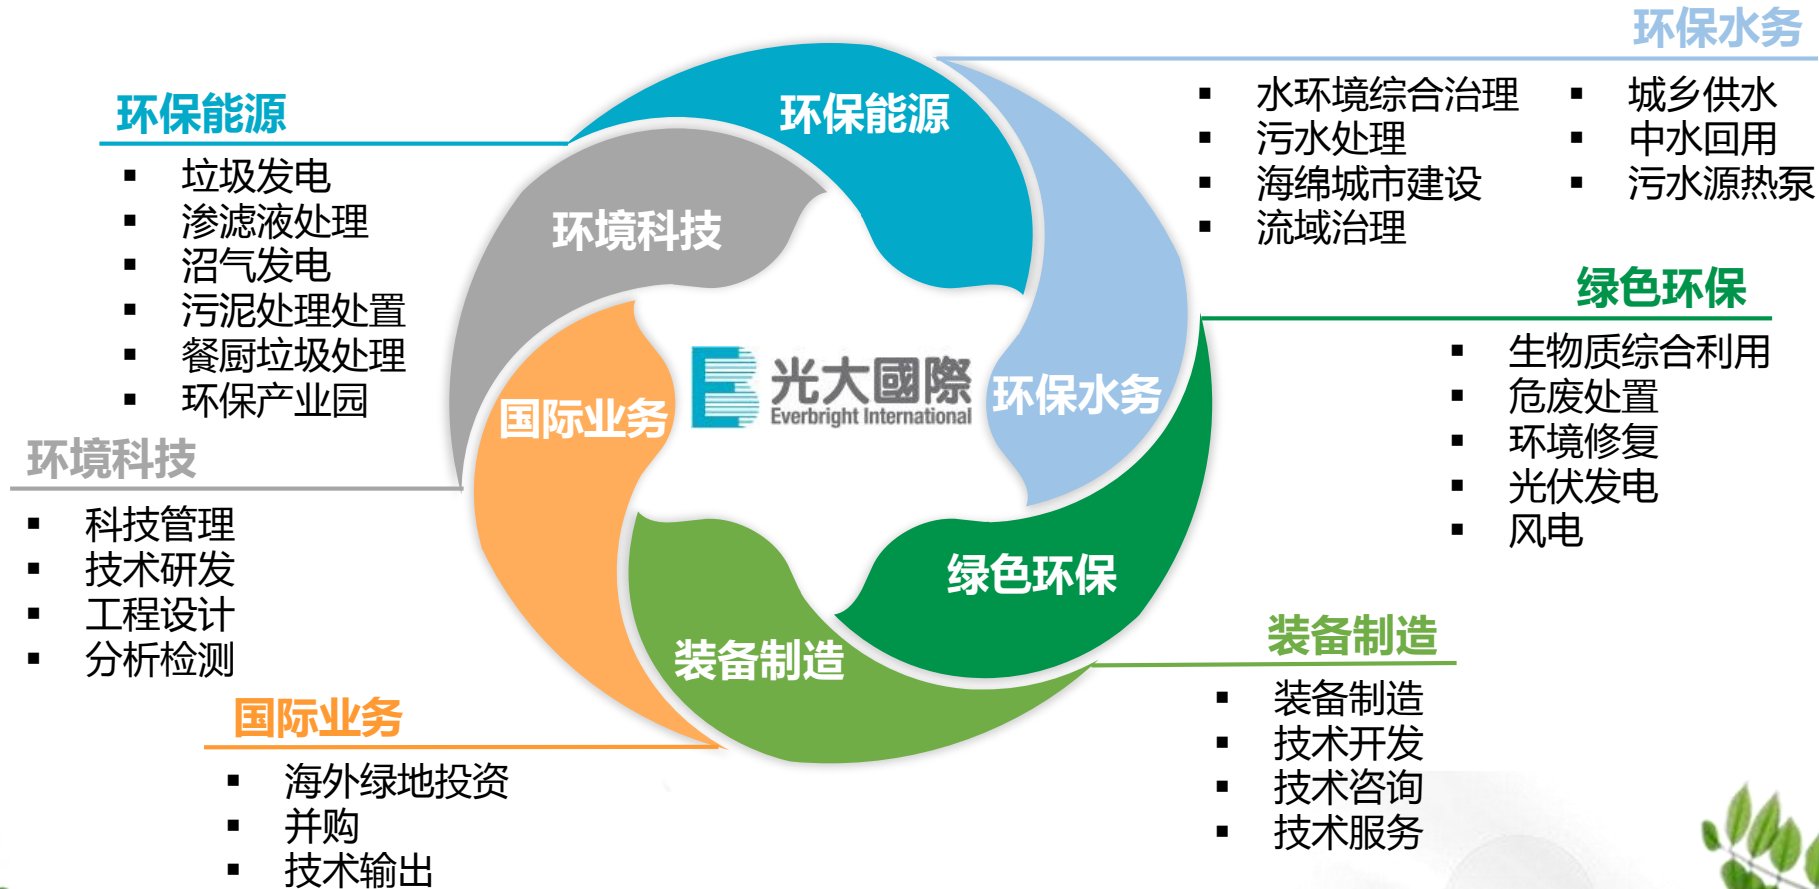 环保水务
水环境综合治理
污水处理
海绵城市建设
流域治理
城乡供水
中水回用
污水源热泵
环保能源
垃圾发电
渗滤液处理
沼气发电
污泥处理处置
餐厨垃圾处理
环保产业园
环保能源
环境科技
国际业务
光大國際
Everbright International
环保水务
绿色环保
装备制造
绿色环保
生物质综合利用
危废处置
环境修复
光伏发电
风电
环境科技
科技管理
技术研发
工程设计
分析检测
装备制造
装备制造
技术开发
技术咨询
技术服务
国际业务
海外绿地投资
并购
技术输出